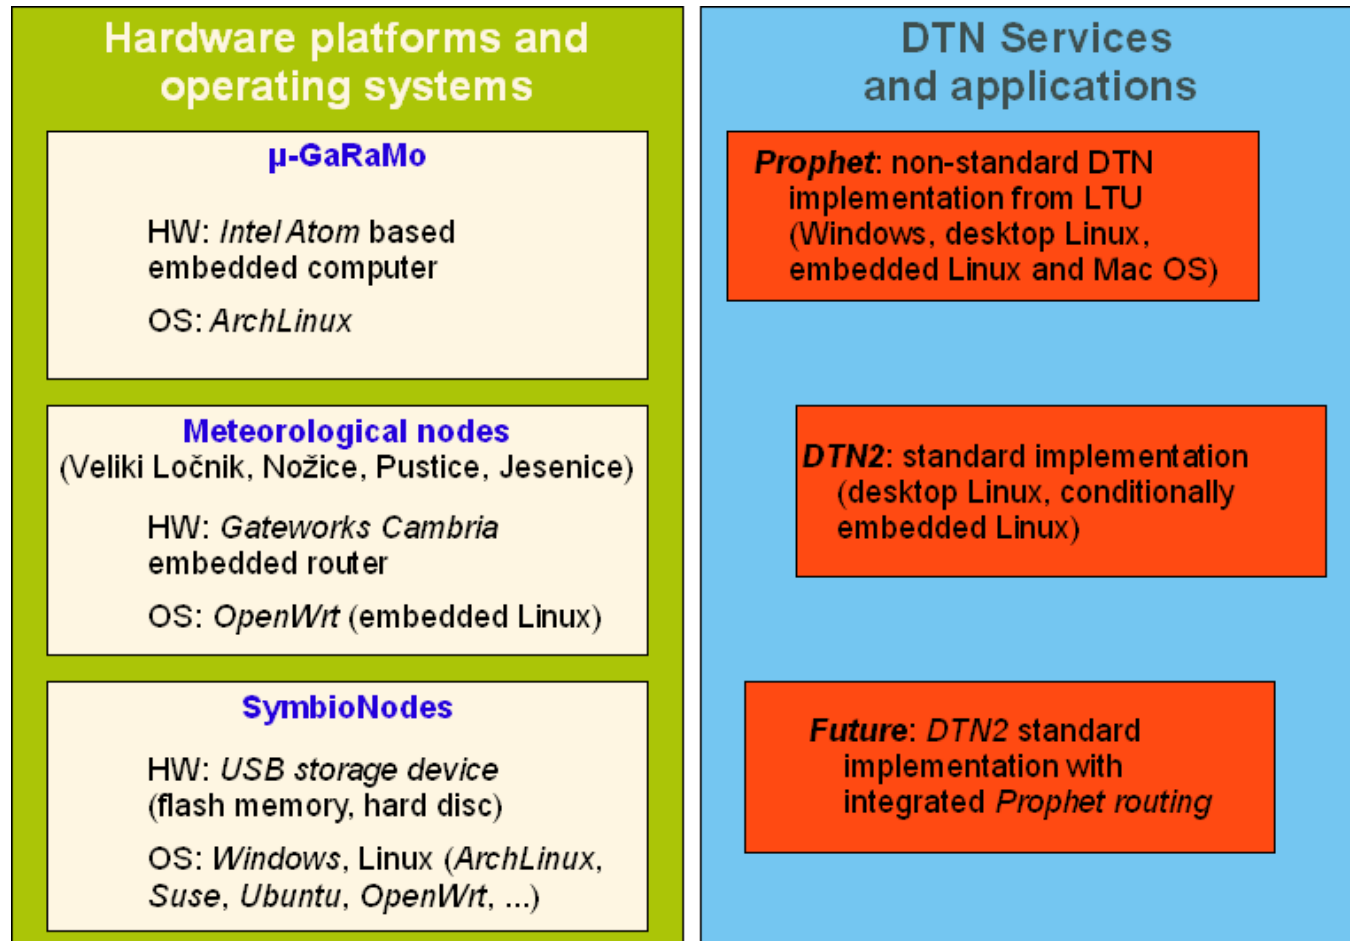 Hardware platforms and
operating systems
µ-GaRaMo
HW: Intel Atom based
embedded computer
OS: ArchLinux
Meteorological nodes
(Veliki Ločnik, Nožice, Pustice, Jesenice)
HW: Gateworks Cambria
embedded router
OS: OpenWrt (embedded Linux)
SymbioNodes
HW: USB storage device
(flash memory, hard disc)
OS: Windows, Linux (ArchLinux,
Suse, Ubuntu, OpenWrt, ...)
DTN Services
and applications
Prophet: non-standard DTN
implementation from LTU
(Windows, desktop Linux,
embedded Linux and Mac OS)
DTN2: standard implementation
(desktop Linux, conditionally
embedded Linux)
Future: DTN2 standard
implementation with
integrated Prophet routing